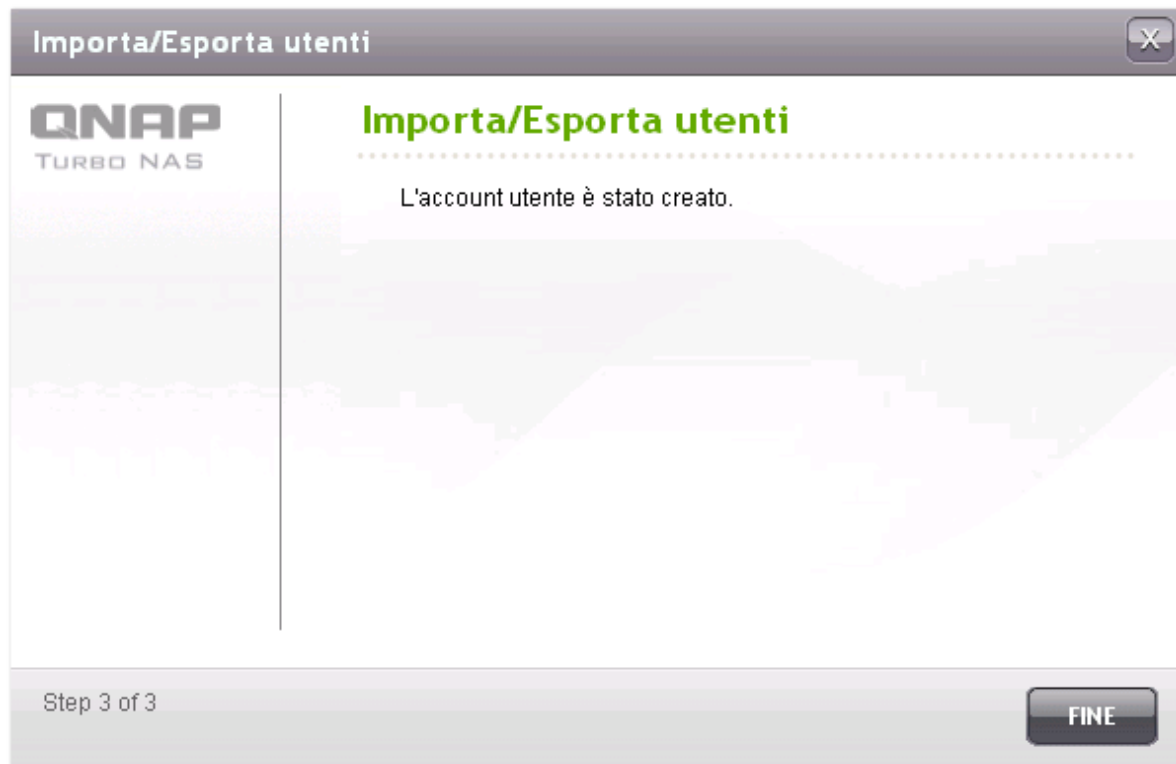 Importa/Esporta utenti
X
QNAP
TURBO NAS
Importa/Esporta utenti
L'account utente è stato creato.
Step 3 of 3
FINE